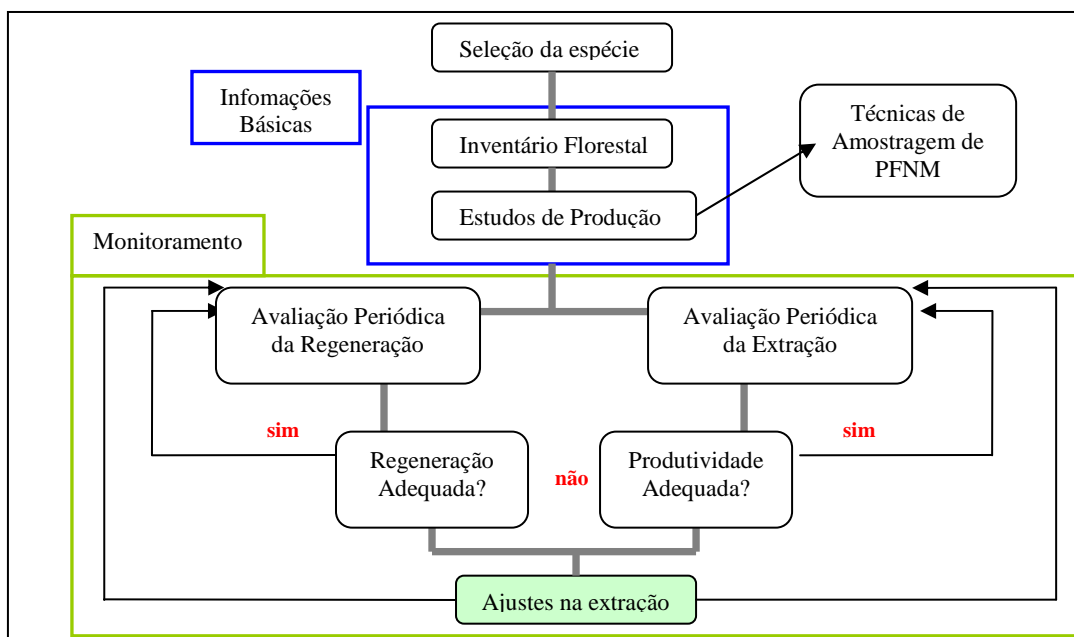 Seleção da espécie
Infomações
Básicas
Inventário Florestal
Estudos de Produção
Técnicas de
Amostragem de
PFNM
Monitoramento
Avaliação Periódica
da Regeneração
Avaliação Periódica
da Extração
sim
sim
Regeneração
Adequada?
não
Produtividade
Adequada?
Ajustes na extração